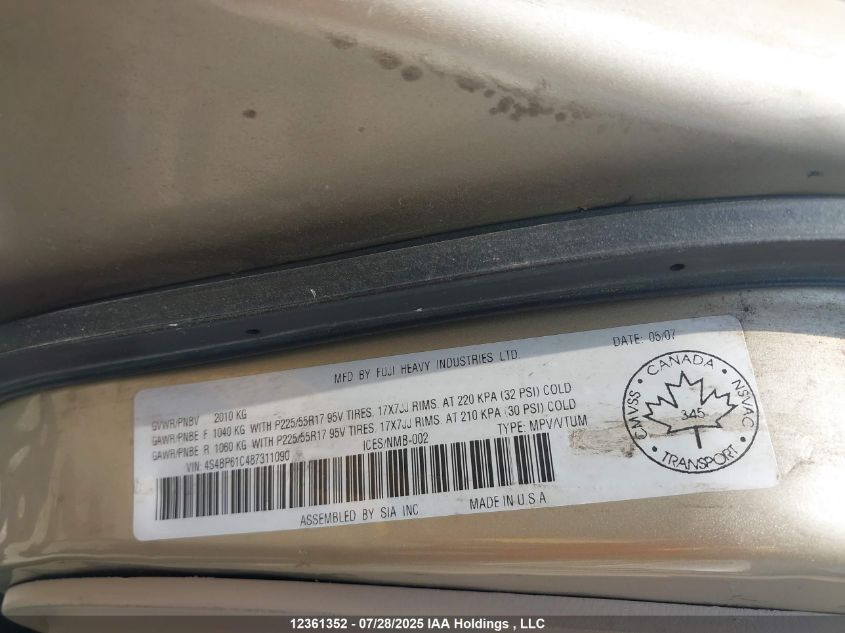 MFD BY FUJI HEAVY INDUSTRIES LTD.
DATE: 05/07
GVWR/PNBV 2010 KG
GAWR/PNBE F 1040 KG WITH P225/55R17 95V TIRES. 17X7JJ RIMS. AT 220 KPA (32 PSI) COLD
GAWR/PNBE R 1060 KG WITH P225/55R17 95V TIRES. 17X7JJ RIMS. AT 210 KPA (30 PSI) COLD
ICES/NMB-002
TYPE: MPV/VTUM
VIN: 4S4BP61C487311090
ASSEMBLED BY SIA INC.
MADE IN U.S.A
CANADA
CMVSS
NSVAC
345
TRANSPORT
12361352 - 07/28/2025 IAA Holdings , LLC